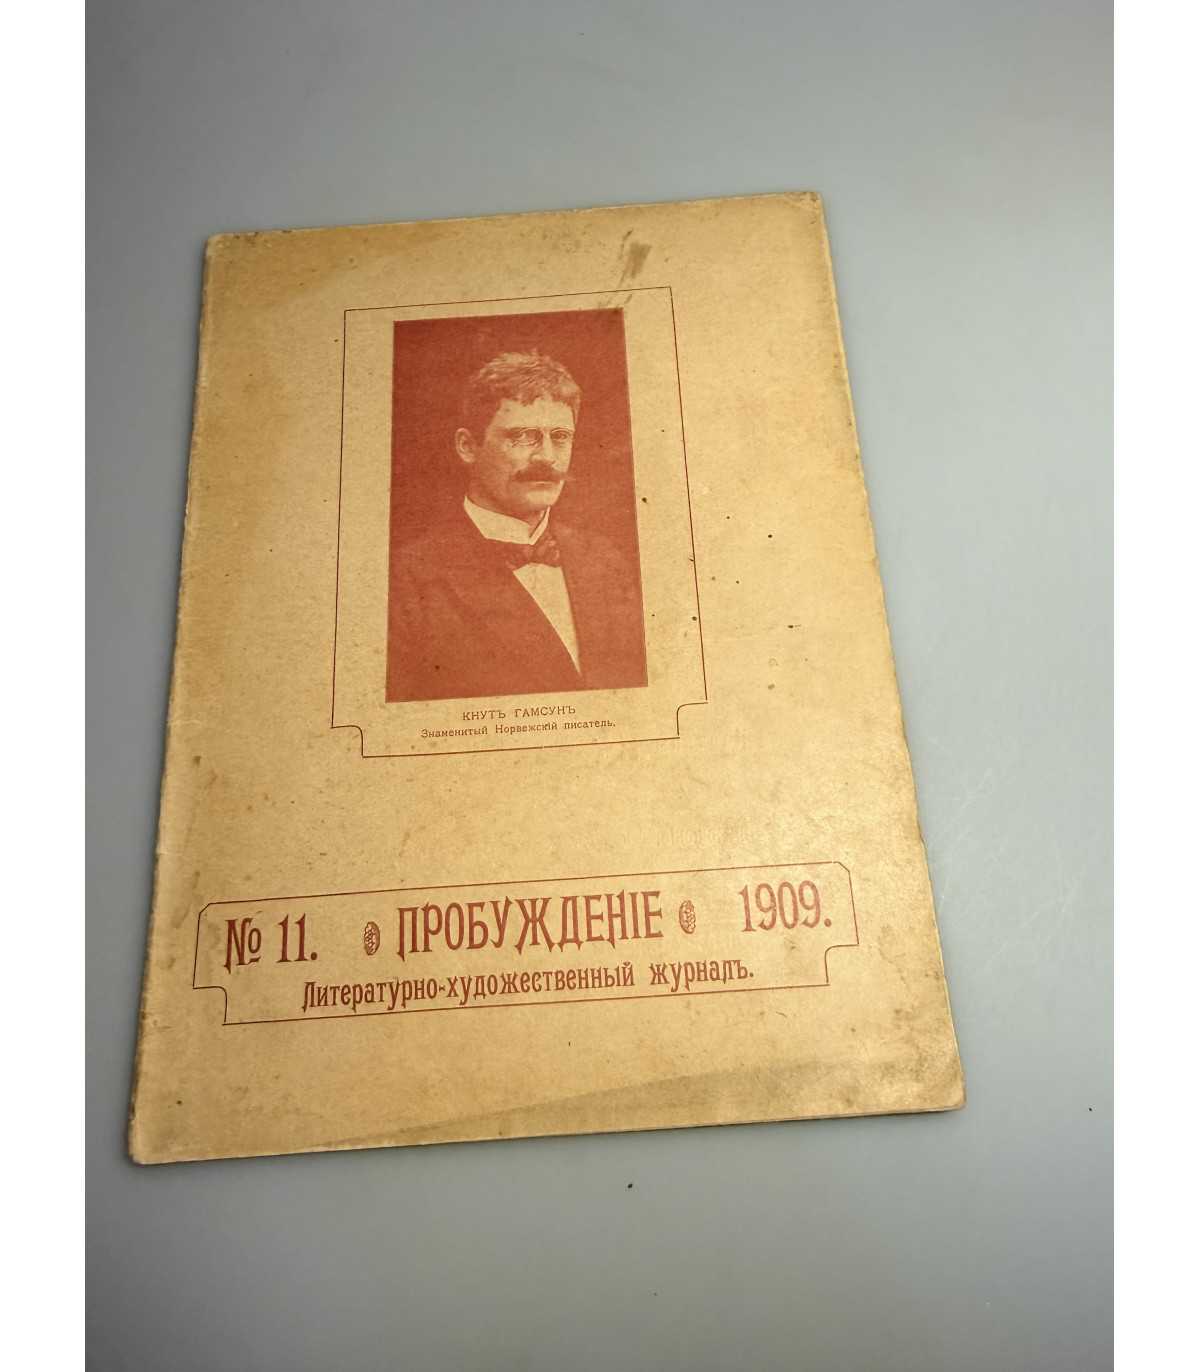 КНУТЪ ГАМСУНЪ
Знаменитый Норвежскій писатель.
№ 11. ПРОБУЖДЕНІЕ 1909.
Литературно-художественный журналъ.